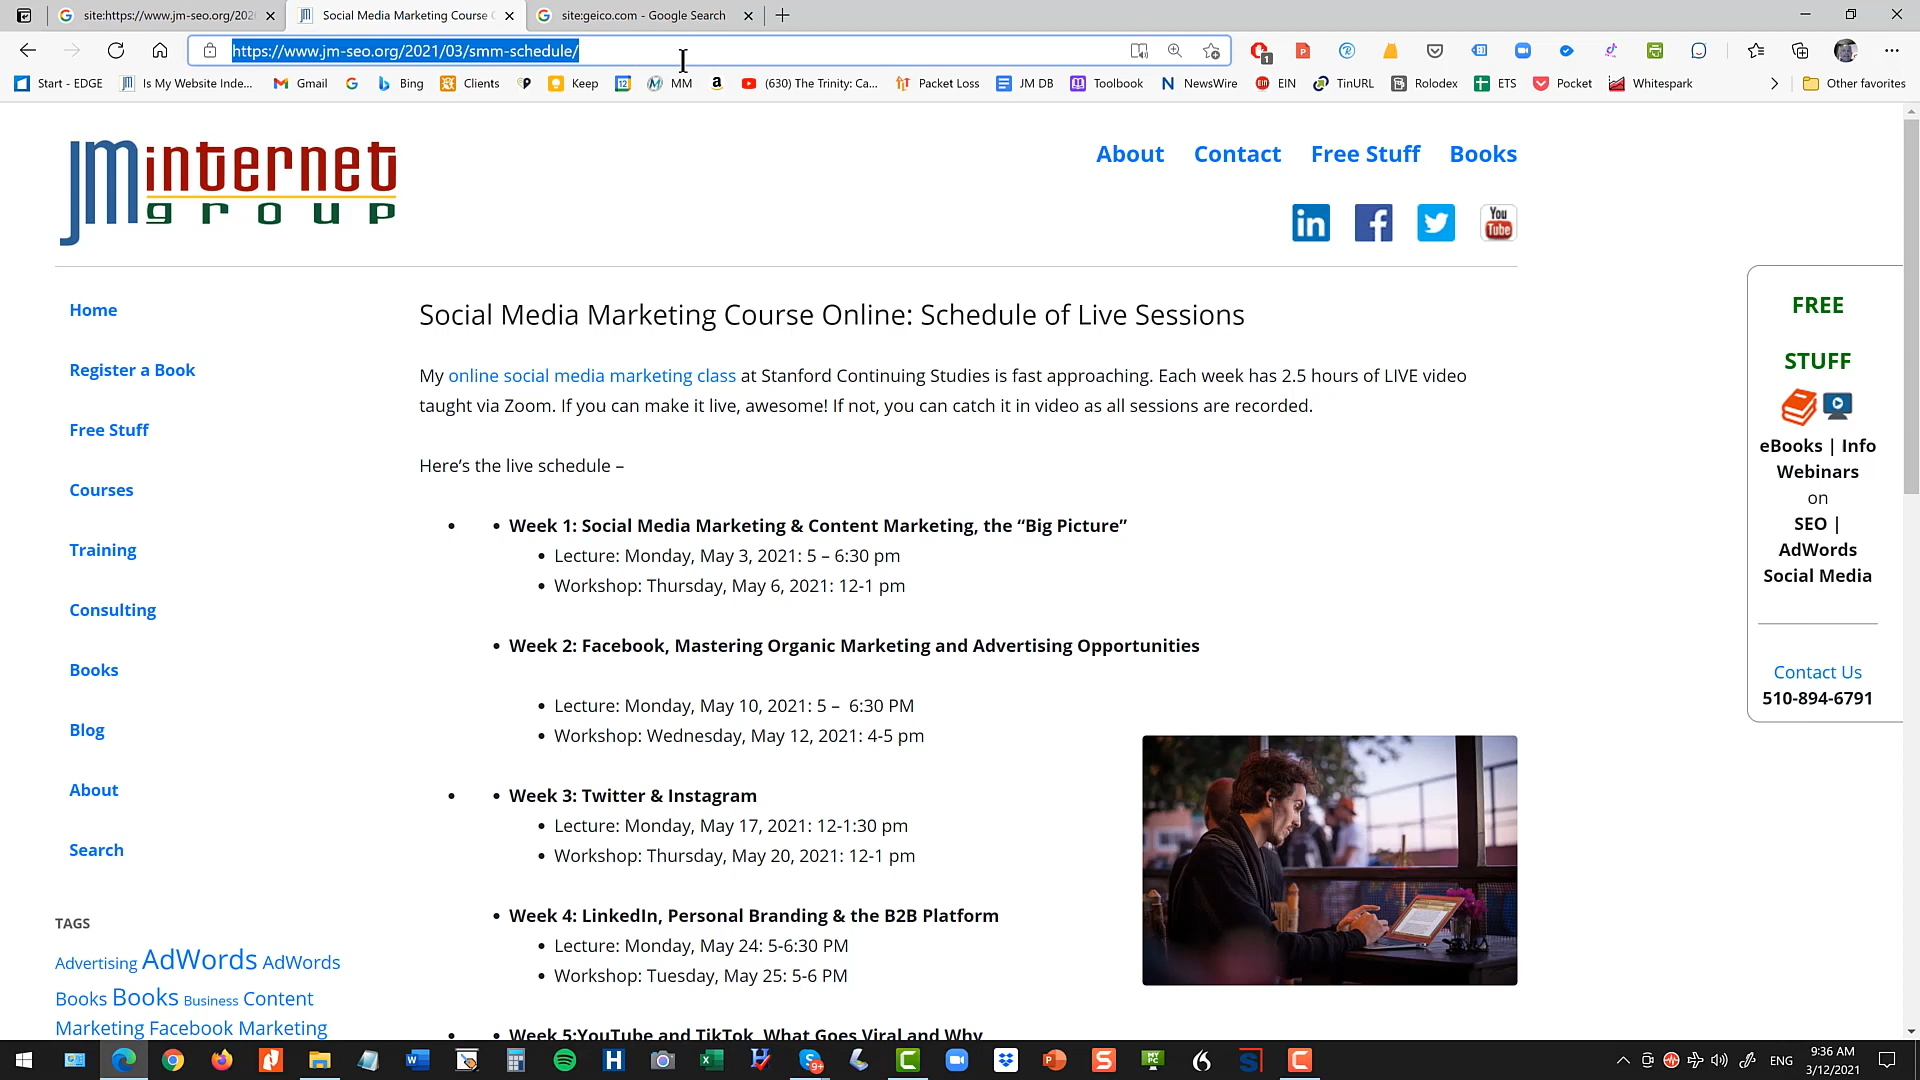 site:https://www.jm-seo.org/202
Social Media Marketing Course O
site:geico.com - Google Search
https://www.jm-seo.org/2021/03/smm-schedule/
1
Start - EDGE
Is My Website Inde...
Gmail
Bing
Clients
Keep
12
MM
(630) The Trinity: Ca...
Packet Loss
JM DB
Toolbook
NewsWire
EIN
TinURL
Rolodex
ETS
Pocket
Whitespark
Other favorites
JM internet
group
About
Contact
Free Stuff
Books
in
You
Tube
Home
Register a Book
Free Stuff
Courses
Training
Consulting
Books
Blog
About
Search
TAGS
Advertising AdWords AdWords
Books Books Business Content
Marketing Facebook Marketing
Social Media Marketing Course Online: Schedule of Live Sessions
My online social media marketing class at Stanford Continuing Studies is fast approaching. Each week has 2.5 hours of LIVE video
taught via Zoom. If you can make it live, awesome! If not, you can catch it in video as all sessions are recorded.
Here’s the live schedule –
Week 1: Social Media Marketing & Content Marketing, the “Big Picture”
Lecture: Monday, May 3, 2021: 5 – 6:30 pm
Workshop: Thursday, May 6, 2021: 12-1 pm
Week 2: Facebook, Mastering Organic Marketing and Advertising Opportunities
Lecture: Monday, May 10, 2021: 5 – 6:30 PM
Workshop: Wednesday, May 12, 2021: 4-5 pm
Week 3: Twitter & Instagram
Lecture: Monday, May 17, 2021: 12-1:30 pm
Workshop: Thursday, May 20, 2021: 12-1 pm
Week 4: LinkedIn, Personal Branding & the B2B Platform
Lecture: Monday, May 24: 5-6:30 PM
Workshop: Tuesday, May 25: 5-6 PM
Week 5:YouTube and TikTok, What Goes Viral and Why
FREE
STUFF
eBooks | Info
Webinars
on
SEO |
AdWords
Social Media
Contact Us
510-894-6791
9+
ENG
9:36 AM
3/12/2021